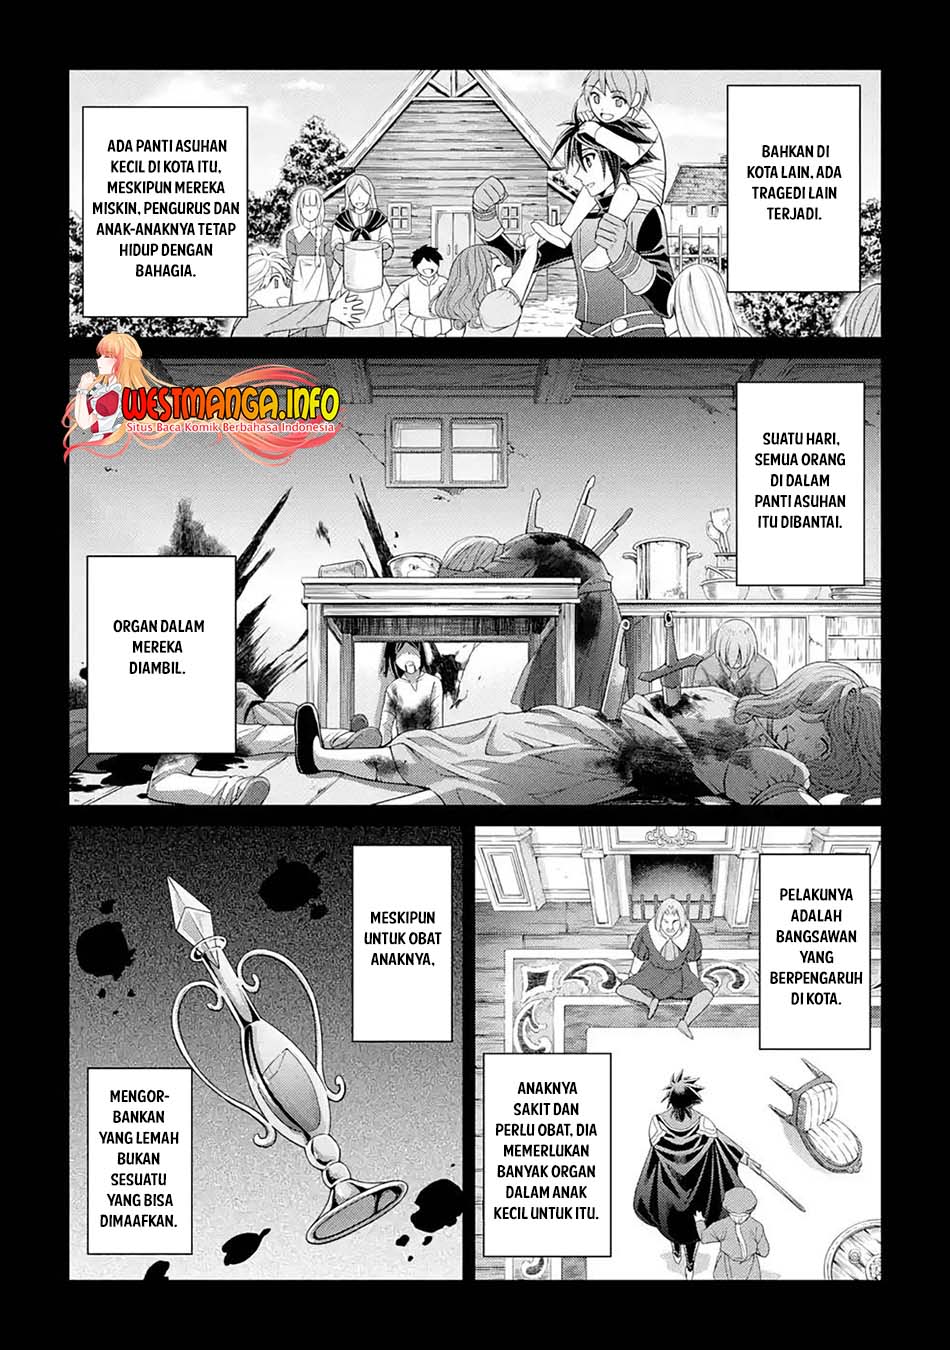 BAHKAN DI
KOTA LAIN, ADA
TRAGEDI LAIN
TERJADI.
ADA PANTI ASUHAN
KECIL DI KOTA ITU,
MESKIPUN MEREKA
MISKIN, PENGURUS DAN
ANAK-ANAKNYA TETAP
HIDUP DENGAN
BAHAGIA.
WESTMANGA.INFO
Situs Baca Komik Berbahasa Indonesia
SUATU HARI,
SEMUA ORANG
DI DALAM
PANTI ASUHAN
ITU DIBANTAI.
ORGAN DALAM
MEREKA
DIAMBIL.
PELAKUNYA
ADALAH
BANGSAWAN
YANG
BERPENGARUH
DI KOTA.
ANAKNYA
SAKIT DAN
PERLU OBAT, DIA
MEMERLUKAN
BANYAK ORGAN
DALAM ANAK
KECIL UNTUK ITU.
MESKIPUN
UNTUK OBAT
ANAKNYA,
MENGOR-
BANKAN
YANG LEMAH
BUKAN
SESUATU
YANG BISA
DIMAAFKAN.